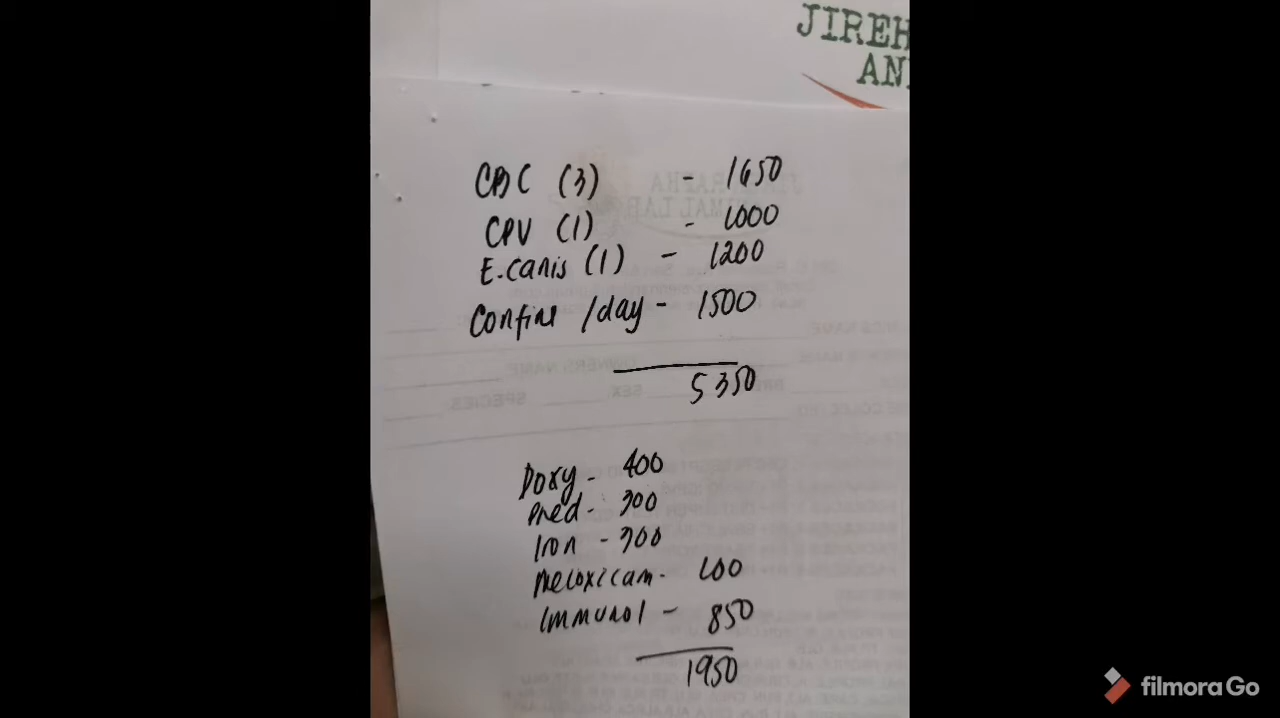 JIREH
ANI
CBC (3) - 1650
CPV (1) - 1000
E.canis (1) - 1200
Confine /day - 1500
5350
Doxy - 400
Pred - 300
Iron - 300
Meloxicam - 100
Immunol - 850
1950
filmoraGo